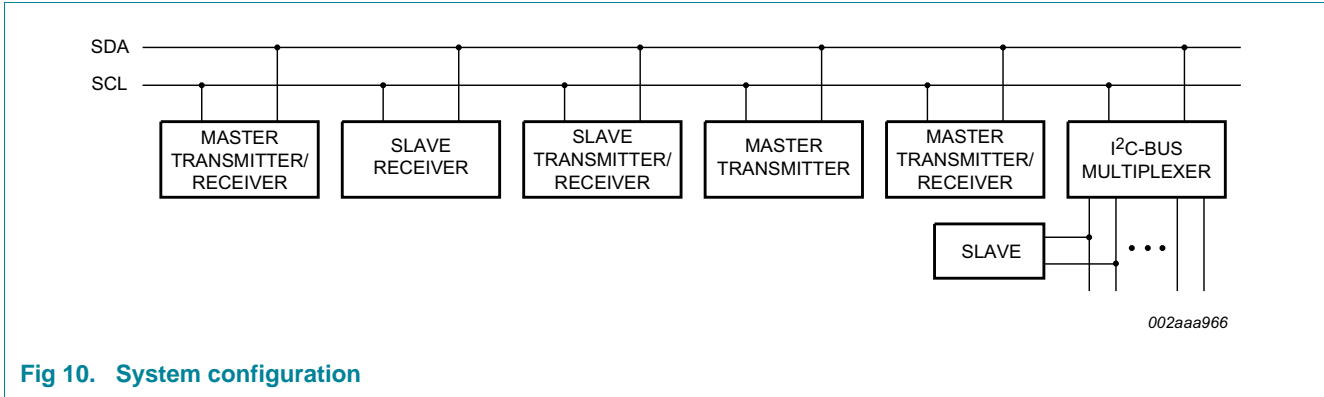 SDA
SCL
MASTER
TRANSMITTER/
RECEIVER
SLAVE
RECEIVER
SLAVE
TRANSMITTER/
RECEIVER
MASTER
TRANSMITTER
MASTER
TRANSMITTER/
RECEIVER
I²C-BUS
MULTIPLEXER
SLAVE
002aaa966
Fig 10. System configuration